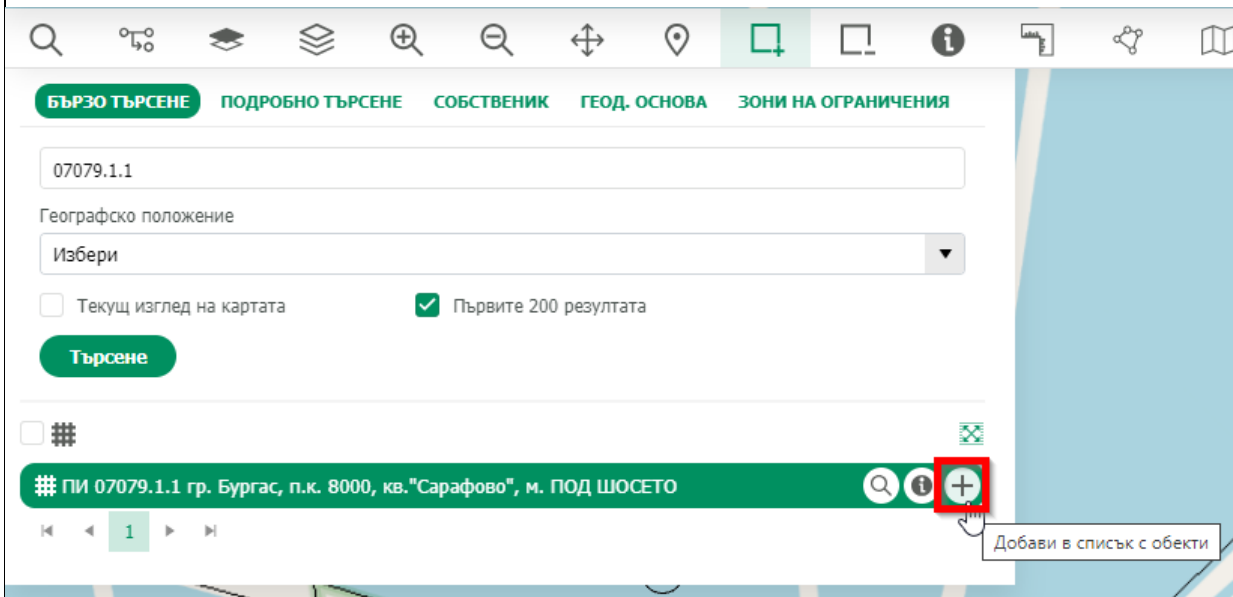 БЪРЗО ТЪРСЕНЕ ПОДРОБНО ТЪРСЕНЕ СОБСТВЕНИК ГЕОД. ОСНОВА ЗОНИ НА ОГРАНИЧЕНИЯ
07079.1.1
Географско положение
Избери
Текущ изглед на картата Първите 200 резултата
Търсене
ПИ 07079.1.1 гр. Бургас, п.к. 8000, кв."Сарафово", м. ПОД ШОСЕТО
1
Добави в списък с обекти